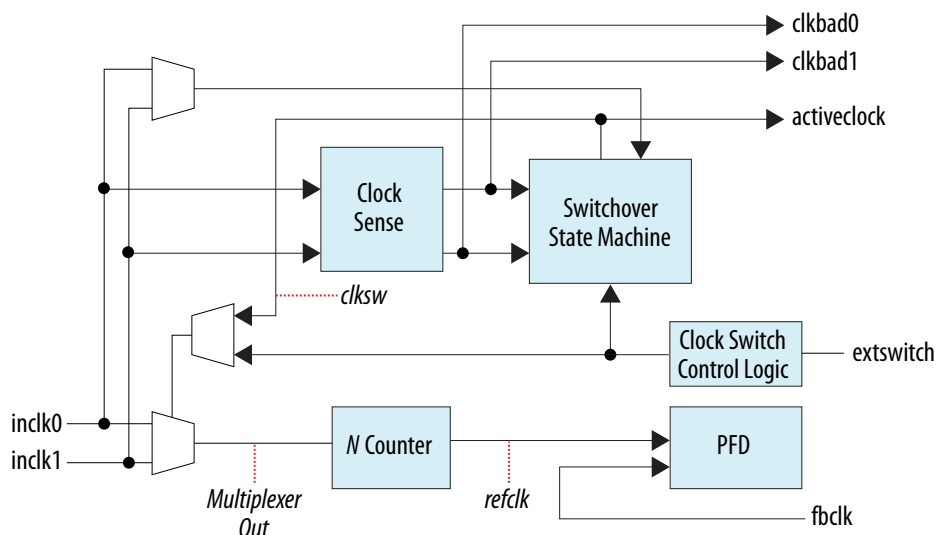 clkbad0
clkbad1
activeclock
Clock
Sense
Switchover
State Machine
clksw
Clock Switch
Control Logic
extswitch
inclk0
inclk1
N Counter
PFD
Multiplexer
Out
refclk
fbclk